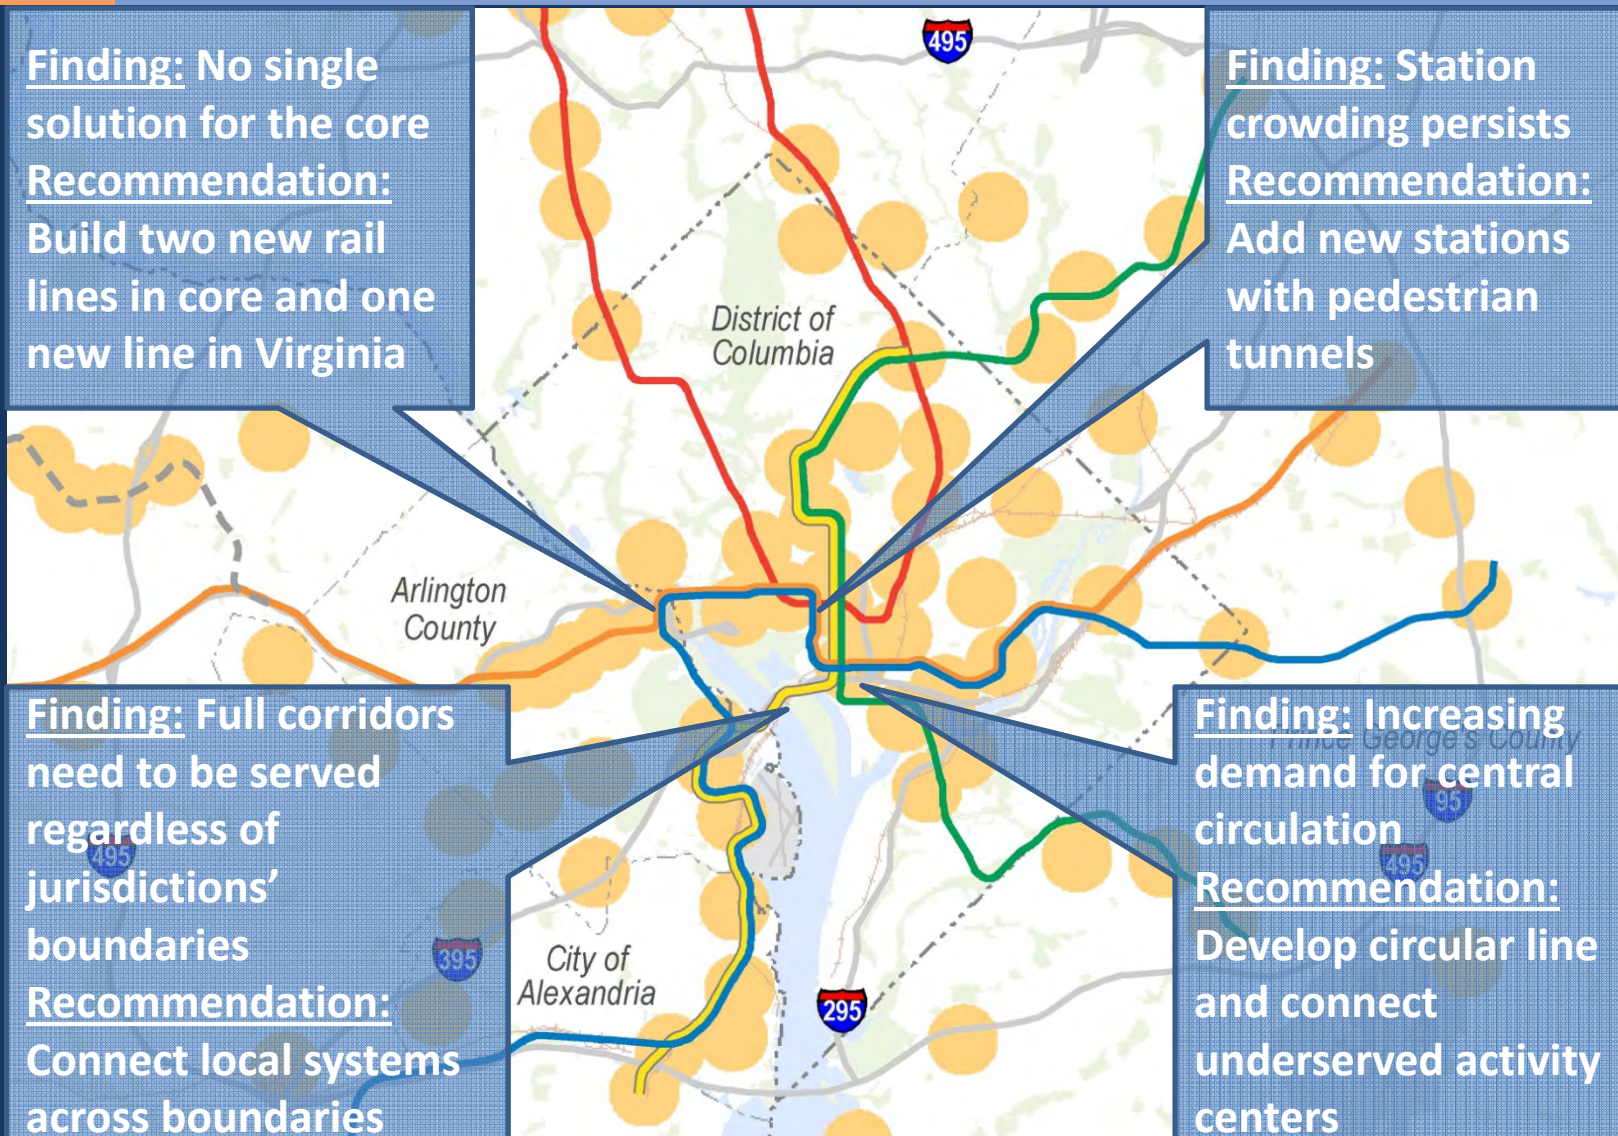 Finding: No single
solution for the core
Recommendation:
Build two new rail
lines in core and one
new line in Virginia
495
Finding: Station
crowding persists
Recommendation:
Add new stations
with pedestrian
tunnels
District of
Columbia
Arlington
County
Finding: Full corridors
need to be served
regardless of
jurisdictions’
boundaries
Recommendation:
Connect local systems
across boundaries
495
395
City of
Alexandria
295
Finding: Increasing
demand for central
circulation
Recommendation:
Develop circular line
and connect
underserved activity
centers
Prince George's County
95
495